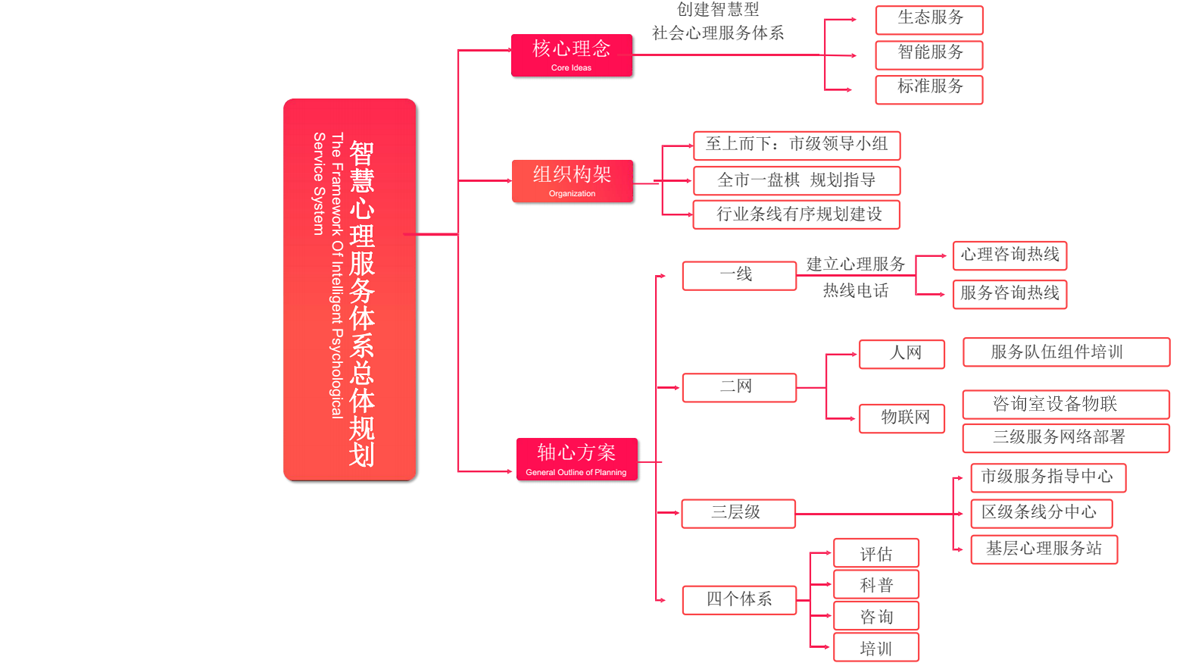 智慧心理服务体系总体规划
The Framework Of Intelligent Psychological
Service System
核心理念
Core Ideas
创建智慧型
社会心理服务体系
生态服务
智能服务
标准服务
组织构架
Organization
至上而下：市级领导小组
全市一盘棋 规划指导
行业条线有序规划建设
轴心方案
General Outline of Planning
一线
建立心理服务
热线电话
心理咨询热线
服务咨询热线
二网
人网
服务队伍组件培训
物联网
咨询室设备物联
三级服务网络部署
三层级
市级服务指导中心
区级条线分中心
基层心理服务站
四个体系
评估
科普
咨询
培训